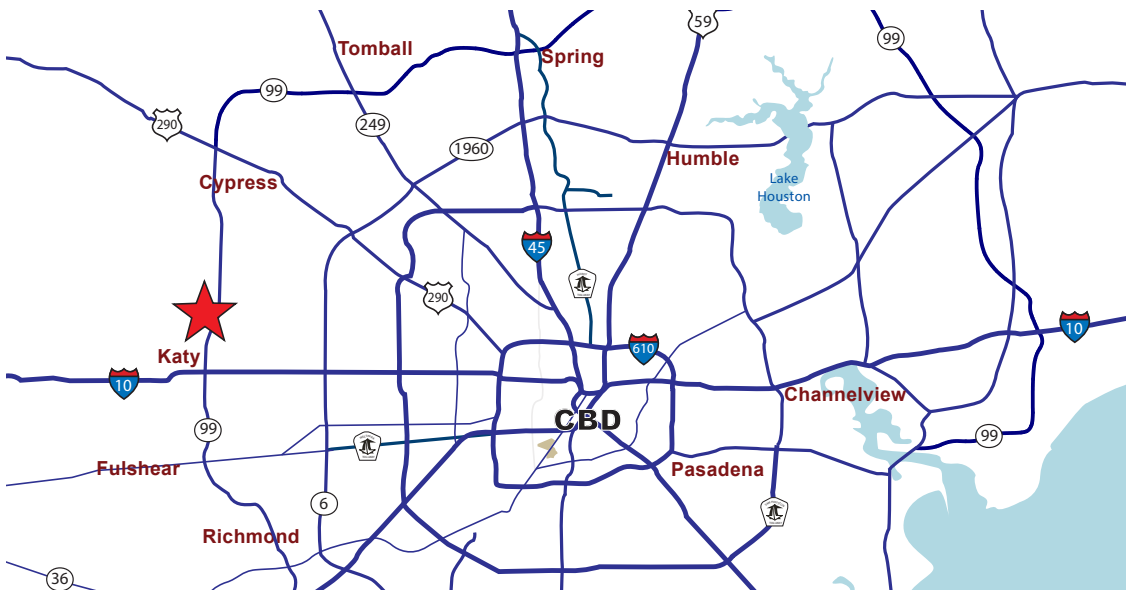 59
99
Tomball
Spring
99
290
249
1960
Humble
Cypress
Lake
Houston
45
290
10
610
Katy
10
Channelview
CBD
99
99
Fulshear
Pasadena
6
Richmond
36